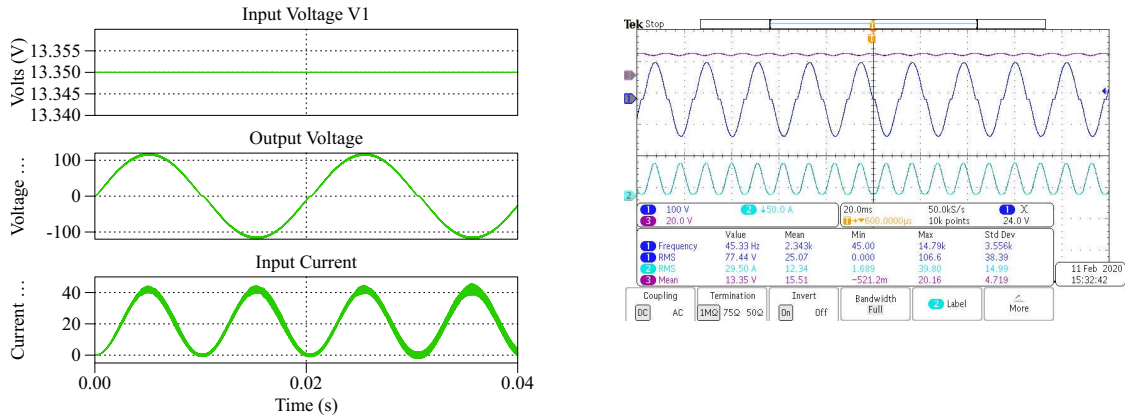 Input Voltage V1
Volts (V)
13.355
13.350
13.345
13.340
Output Voltage
Voltage ...
100
0
-100
Input Current
Current ...
40
20
0
0.00 0.02 0.04
Time (s)
Tek Stop
T
T
3
1
2
1 100 V 2 ↓50.0 A
3 20.0 V
20.0ms 50.0kS/s 1
T→▼600.0000µs 10k points 24.0 V
Value Mean Min Max Std Dev
1 Frequency 45.33 Hz 2.343k 45.00 14.79k 3.556k
1 RMS 77.44 V 25.07 0.000 106.6 38.39
2 RMS 29.50 A 12.34 1.689 39.80 14.99
3 Mean 13.35 V 15.51 −521.2m 20.16 4.719
11 Feb 2020
15:32:42
Coupling
DC AC
Termination
1MΩ 75Ω 50Ω
Invert
On Off
Bandwidth
Full
2 Label
More